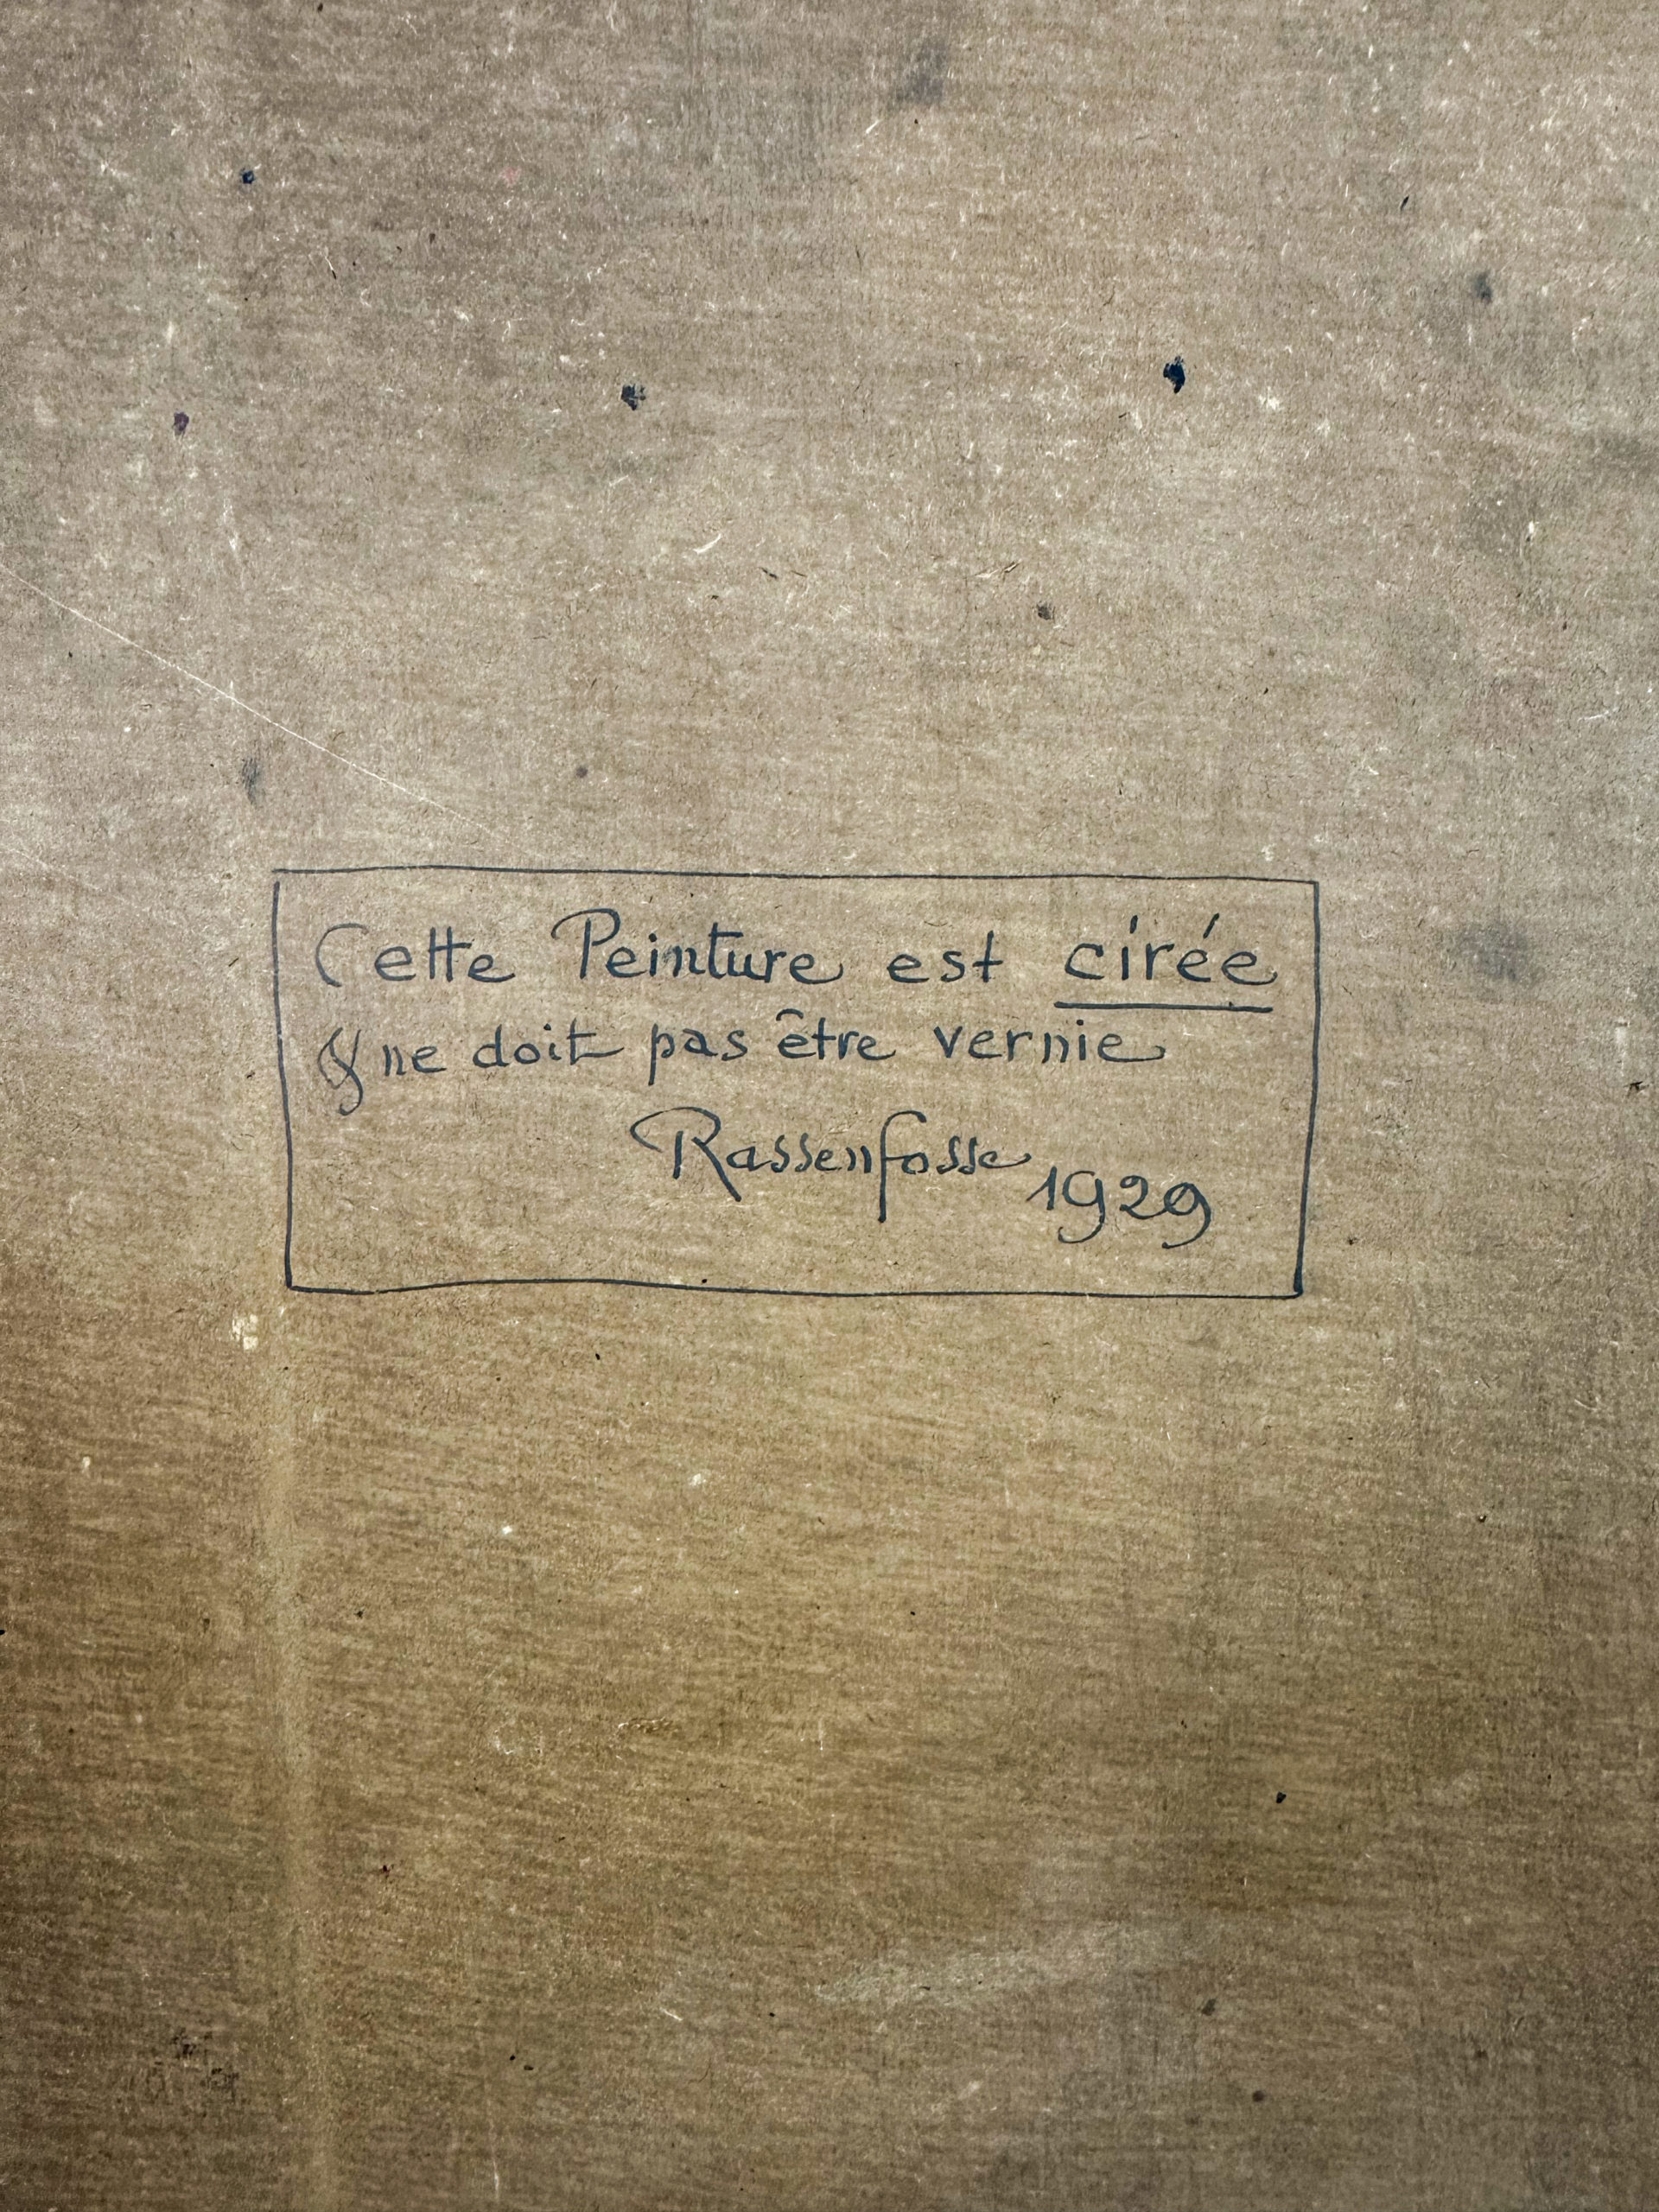 Cette Peinture est cirée
& ne doit pas être vernie
Rassenfosse 1929